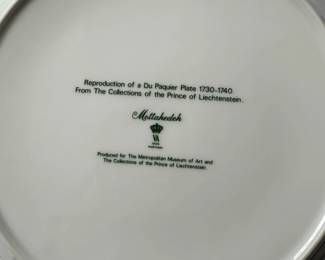 Reproduction of a Du Paquier Plate 1730-1740
From The Collections of the Prince of Liechtenstein.
Mottahedeh
Produced for The Metropolitan Museum of Art and
The Collections of the Prince of Liechtenstein.